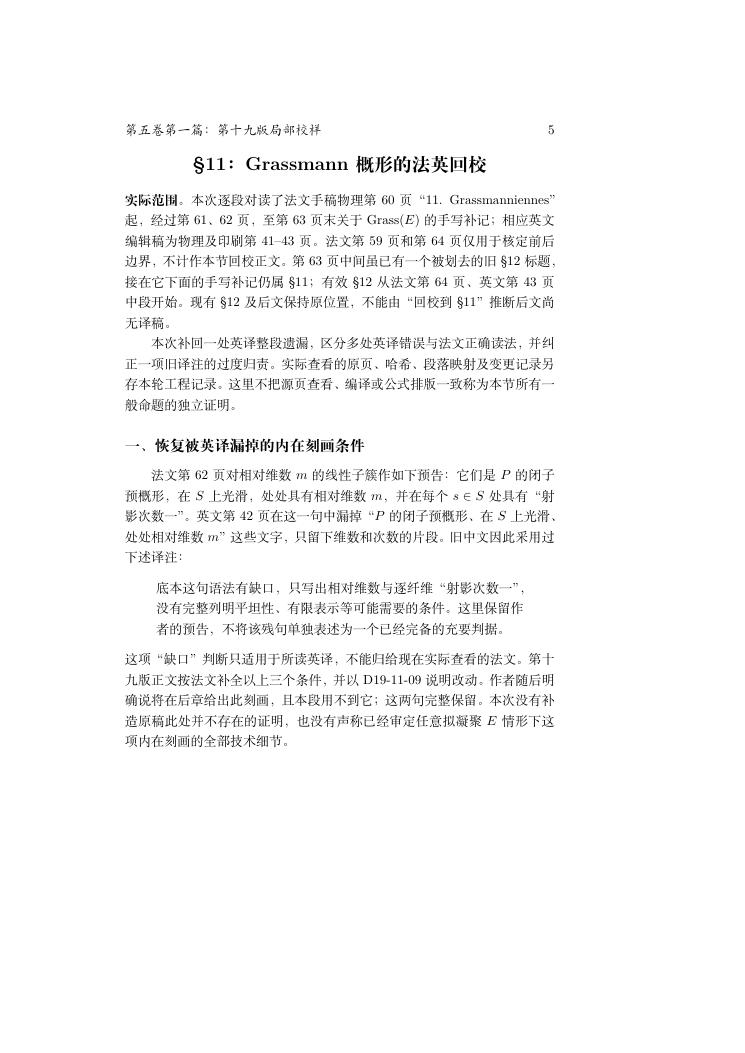 第五卷第一篇：第十九版局部校样 5
§11：Grassmann 概形的法英回校
实际范围。本次逐段对读了法文手稿物理第 60 页 “11. Grassmanniennes”
起，经过第 61、62 页，至第 63 页末关于 Grass(E) 的手写补记；相应英文
编辑稿为物理及印刷第 41–43 页。法文第 59 页和第 64 页仅用于核定前后
边界，不计作本节回校正文。第 63 页中间虽已有一个被划去的旧 §12 标题，
接在它下面的手写补记仍属 §11；有效 §12 从法文第 64 页、英文第 43 页
中段开始。现有 §12 及后文保持原位置，不能由 “回校到 §11” 推断后文尚
无译稿。
本次补回一处英译整段遗漏，区分多处英译错误与法文正确读法，并纠
正一项旧译注的过度归责。实际查看的原页、哈希、段落映射及变更记录另
存本轮工程记录。这里不把源页查看、编译或公式排版一致称为本节所有一
般命题的独立证明。
一、恢复被英译漏掉的内在刻画条件
法文第 62 页对相对维数 m 的线性子簇作如下预告：它们是 P 的闭子
预概形，在 S 上光滑，处处具有相对维数 m，并在每个 s ∈ S 处具有 “射
影次数一”。英文第 42 页在这一句中漏掉 “P 的闭子预概形、在 S 上光滑、
处处相对维数 m” 这些文字，只留下维数和次数的片段。旧中文因此采用过
下述译注：
底本这句语法有缺口，只写出相对维数与逐纤维 “射影次数一”，
没有完整列明平坦性、有限表示等可能需要的条件。这里保留作
者的预告，不将该残句单独表述为一个已经完备的充要判据。
这项 “缺口” 判断只适用于所读英译，不能归给现在实际查看的法文。第十
九版正文按法文补全以上三个条件，并以 D19-11-09 说明改动。作者随后明
确说将在后章给出此刻画，且本段用不到它；这两句完整保留。本次没有补
造原稿此处并不存在的证明，也没有声称已经审定任意拟凝聚 E 情形下这
项内在刻画的全部技术细节。